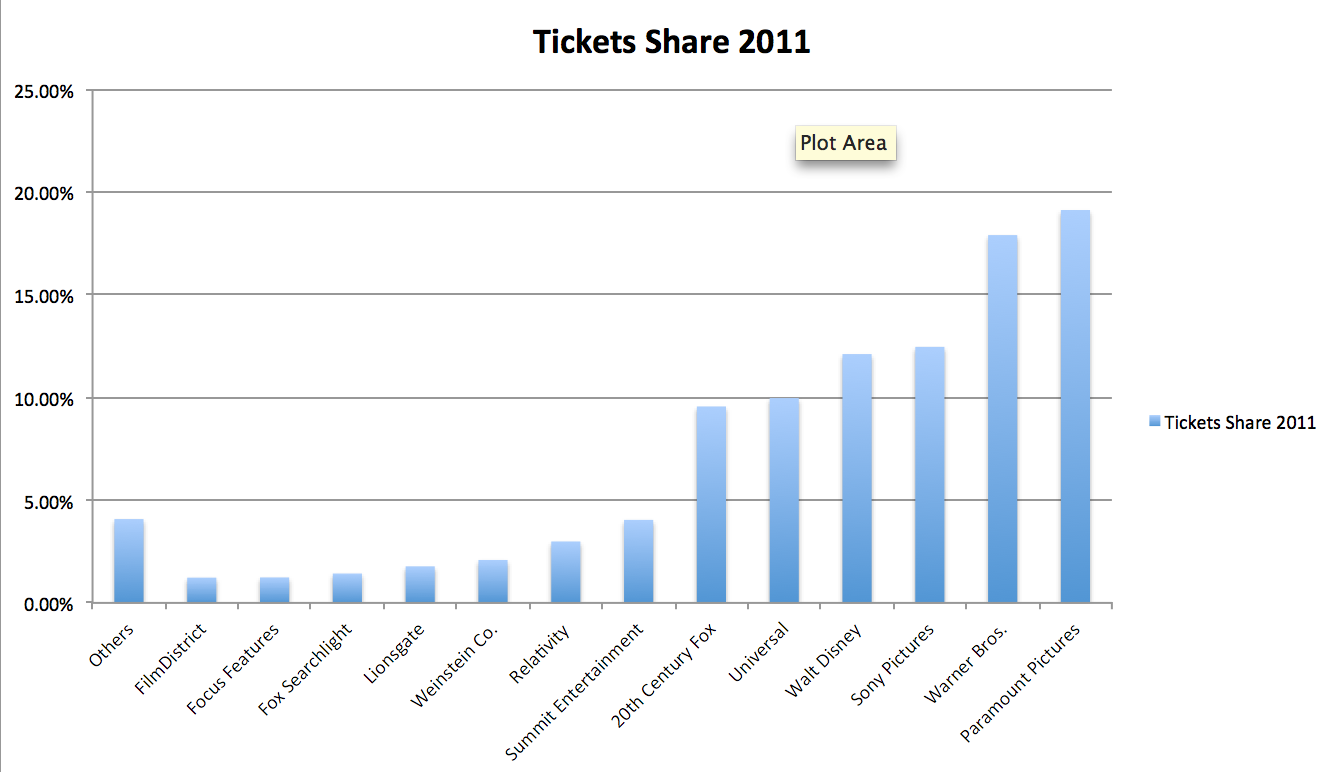 Tickets Share 2011
25.00%
Plot Area
20.00%
15.00%
10.00%
Tickets Share 2011
5.00%
0.00%
Others
FilmDistrict
Focus Features
Fox Searchlight
Lionsgate
Weinstein Co.
Relativity
Summit Entertainment
20th Century Fox
Universal
Walt Disney
Sony Pictures
Warner Bros.
Paramount Pictures